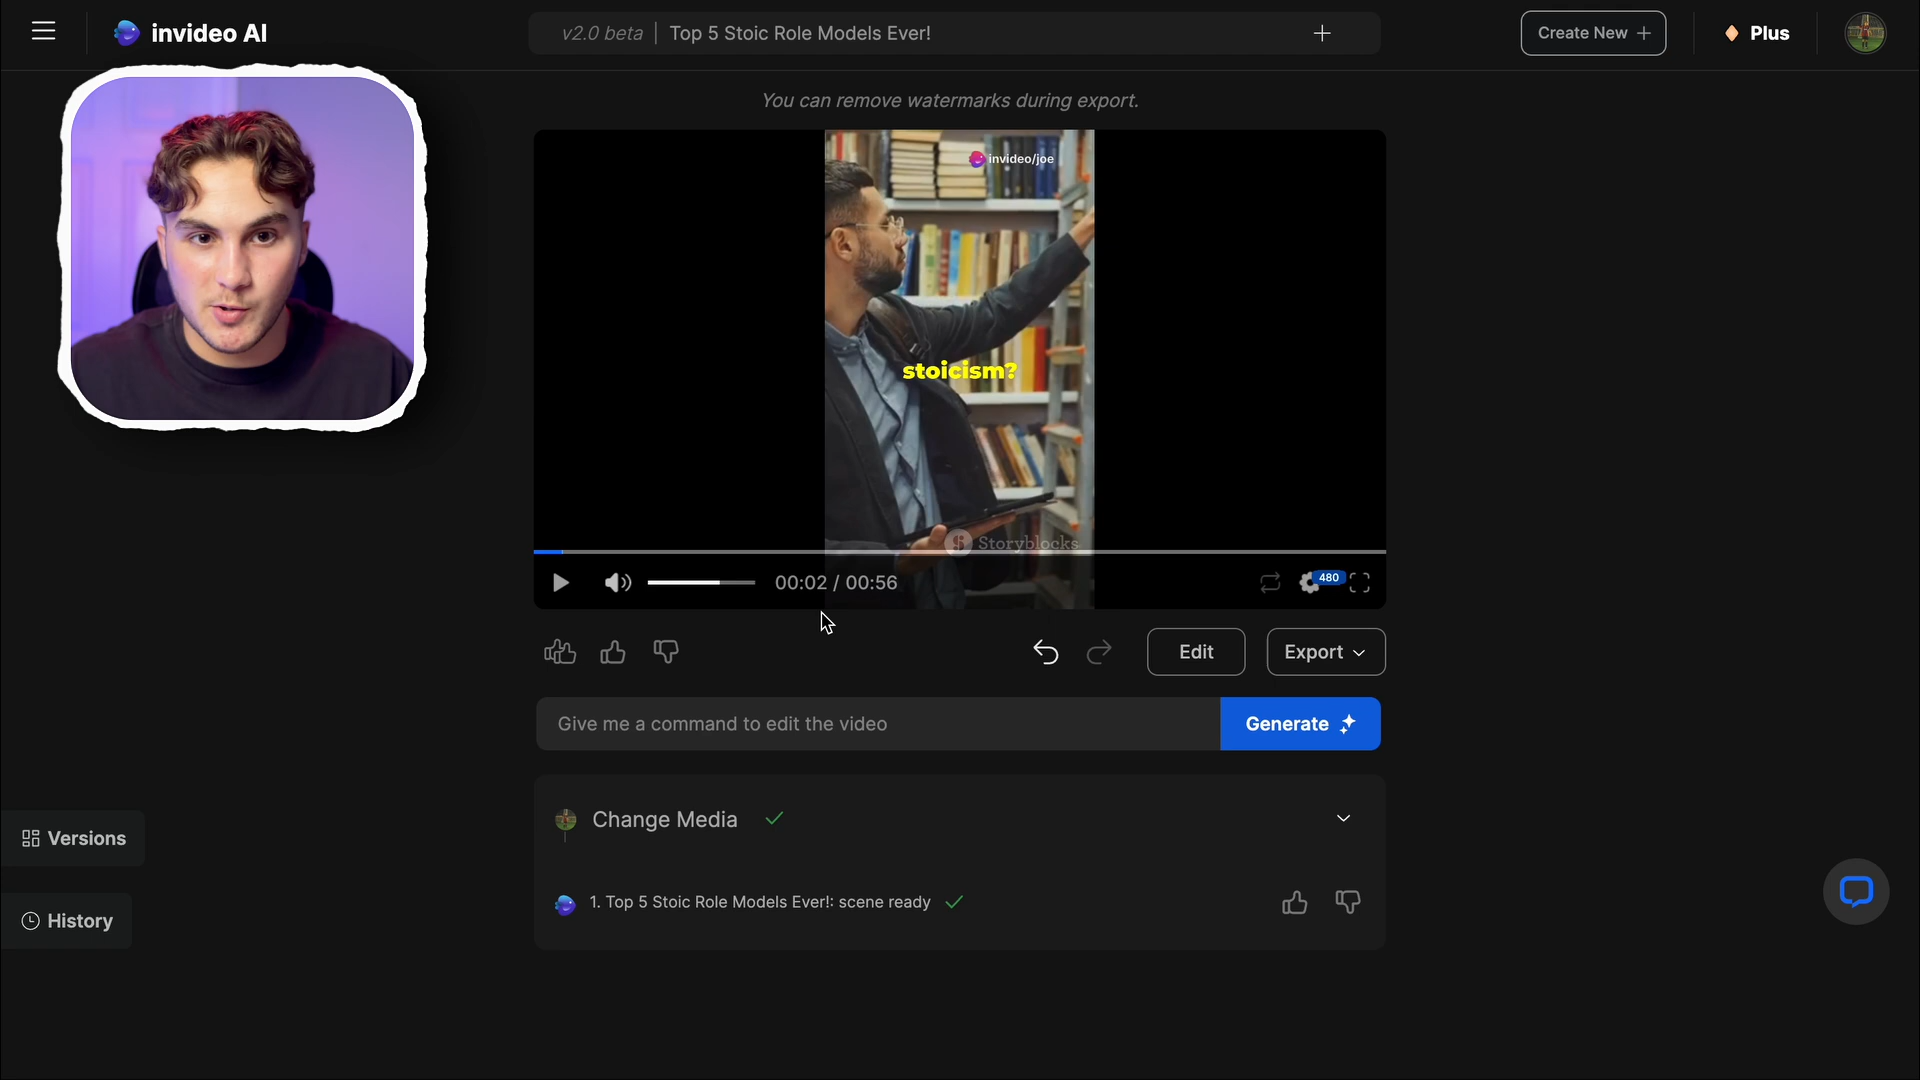 invideo AI
v2.0 beta | Top 5 Stoic Role Models Ever!
Create New
Plus
You can remove watermarks during export.
invideo/joe
stoicism?
Storyblocks
00:02 / 00:56
480
Edit
Export
Give me a command to edit the video
Generate
Change Media
Versions
1. Top 5 Stoic Role Models Ever!: scene ready
History